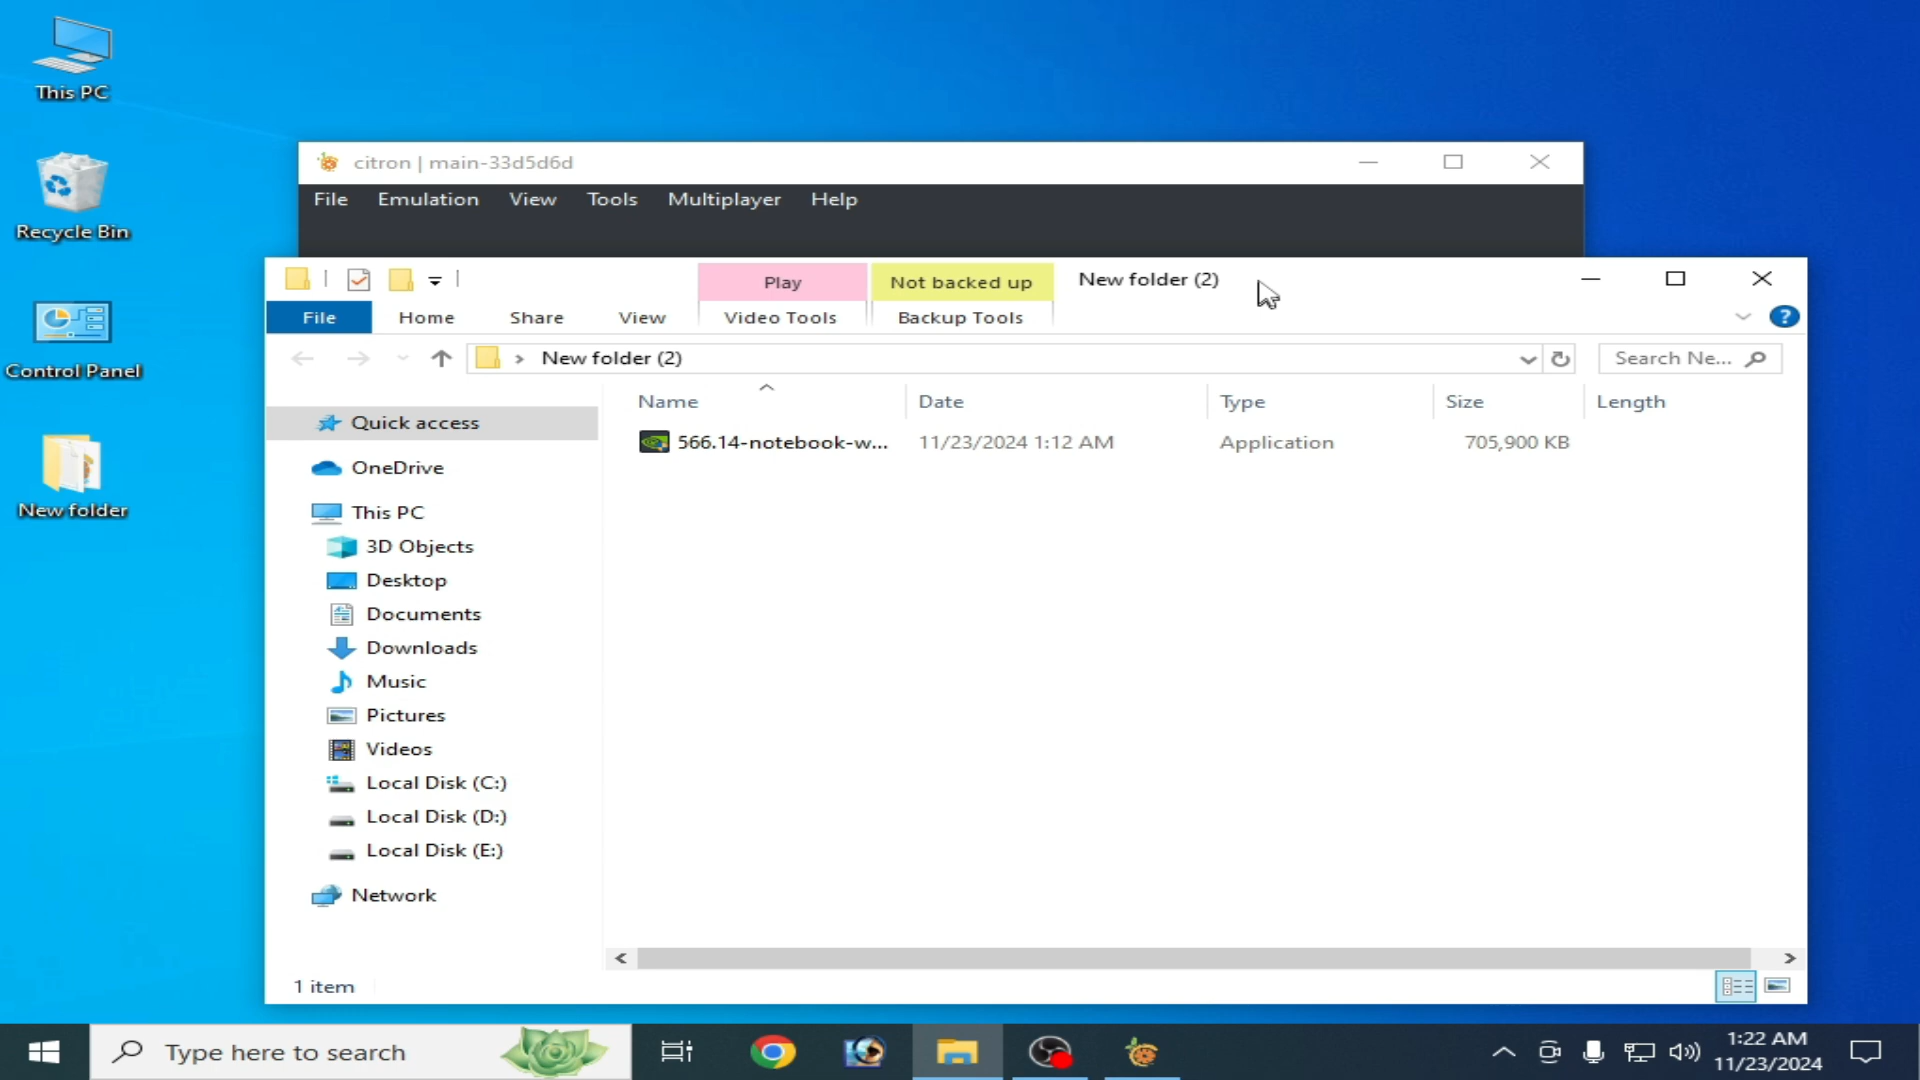 This PC
Recycle Bin
Control Panel
New folder
citron | main-33d5d6d
File Emulation View Tools Multiplayer Help
Play Not backed up New folder (2)
File Home Share View Video Tools Backup Tools
New folder (2) Search Ne...
Name Date Type Size Length
566.14-notebook-w... 11/23/2024 1:12 AM Application 705,900 KB
Quick access
OneDrive
This PC
3D Objects
Desktop
Documents
Downloads
Music
Pictures
Videos
Local Disk (C:)
Local Disk (D:)
Local Disk (E:)
Network
1 item
Type here to search
1:22 AM
11/23/2024